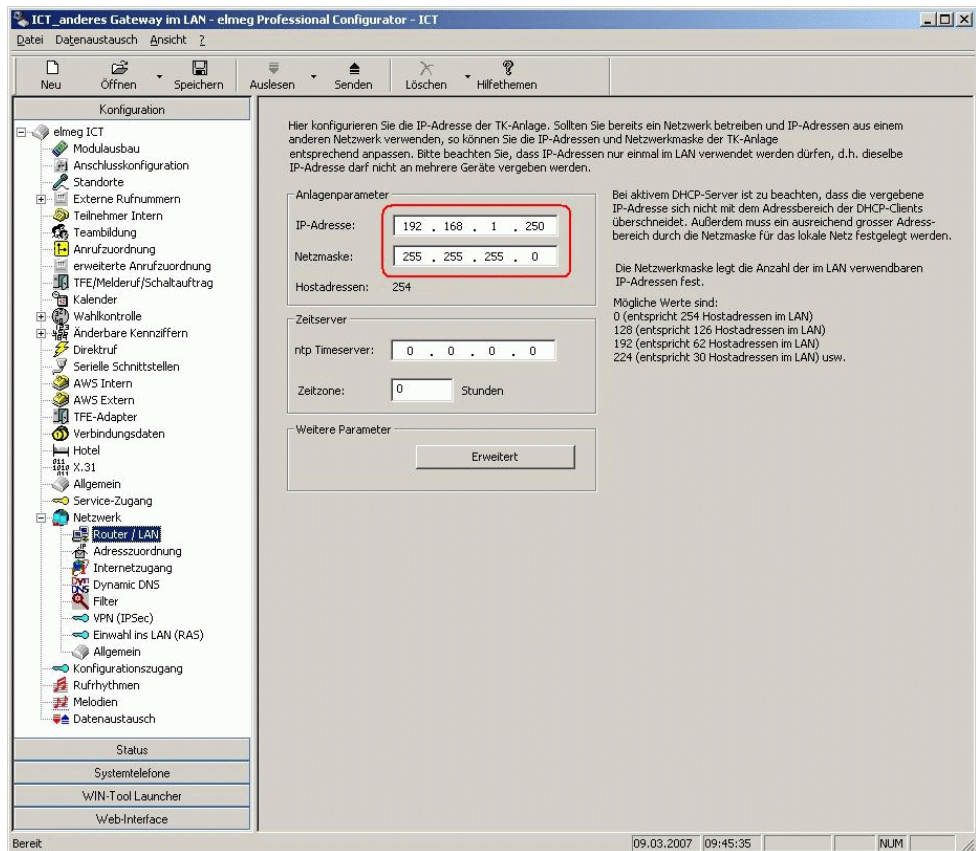 ICT_anderes Gateway im LAN - elmeg Professional Configurator - ICT
Datei Datenaustausch Ansicht ?
Neu Öffnen Speichern Auslesen Senden Löschen Hilfethemen
Konfiguration
elmeg ICT
Modulausbau
Anschlusskonfiguration
Standorte
Externe Rufnummern
Teilnehmer Intern
Teambildung
Anrufzuordnung
erweiterte Anrufzuordnung
TFE/Melderuf/Schaltauftrag
Kalender
Wahlkontrolle
Änderbare Kennziffern
Direktruf
Serielle Schnittstellen
AWS Intern
AWS Extern
TFE-Adapter
Verbindungsdaten
Hotel
X.31
Allgemein
Service-Zugang
Netzwerk
Router / LAN
Adresszuordnung
Internetzugang
Dynamic DNS
Filter
VPN (IPSec)
Einwahl ins LAN (RAS)
Allgemein
Konfigurationszugang
Rufrhythmen
Melodien
Datenaustausch
Status
Systemtelefone
WIN-Tool Launcher
Web-Interface
Hier konfigurieren Sie die IP-Adresse der TK-Anlage. Sollten Sie bereits ein Netzwerk betreiben und IP-Adressen aus einem
anderen Netzwerk verwenden, so können Sie die IP-Adressen und Netzwerkmaske der TK-Anlage
entsprechend anpassen. Bitte beachten Sie, dass IP-Adressen nur einmal im LAN verwendet werden dürfen, d.h. dieselbe
IP-Adresse darf nicht an mehrere Geräte vergeben werden.
Anlagenparameter
IP-Adresse: 192 . 168 . 1 . 250
Netzmaske: 255 . 255 . 255 . 0
Hostadressen: 254
Zeitserver
ntp Timeserver: 0 . 0 . 0 . 0
Zeitzone: 0 Stunden
Weitere Parameter
Erweitert
Bei aktivem DHCP-Server ist zu beachten, dass die vergebene
IP-Adresse sich nicht mit dem Adressbereich der DHCP-Clients
überschneidet. Außerdem muss ein ausreichend grosser Adress-
bereich durch die Netzmaske für das lokale Netz festgelegt werden.
Die Netzwerkmaske legt die Anzahl der im LAN verwendbaren
IP-Adressen fest.
Mögliche Werte sind:
0 (entspricht 254 Hostadressen im LAN)
128 (entspricht 126 Hostadressen im LAN)
192 (entspricht 62 Hostadressen im LAN)
224 (entspricht 30 Hostadressen im LAN) usw.
Bereit 09.03.2007 09:45:35 NUM